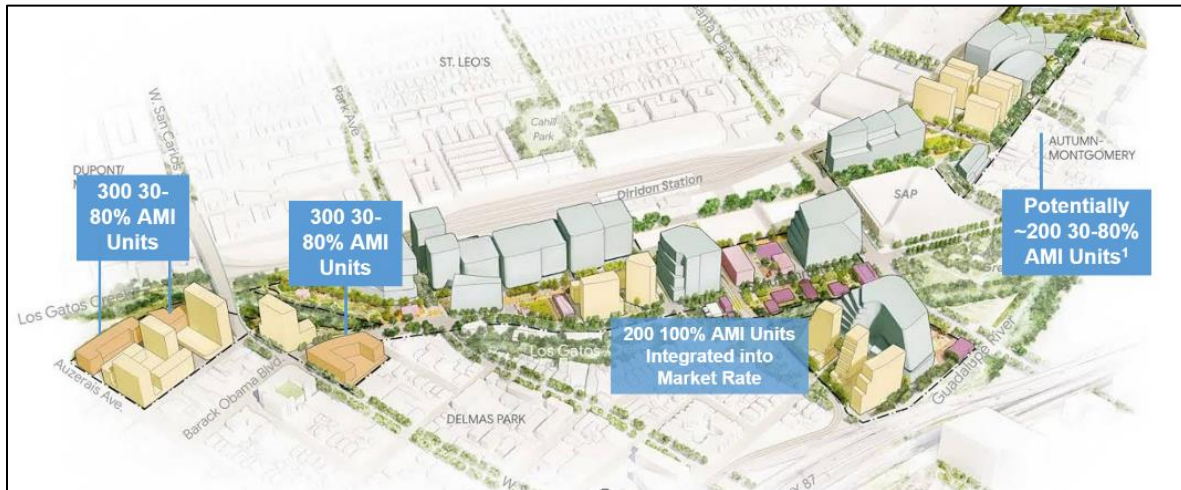 ST. LEO'S
W. San Carlos
Park Ave.
Cahill
Park
AUTUMN-
MONTGOMERY
DUPONT/
300 30-
80% AMI
Units
300 30-
80% AMI
Units
Diridon Station
SAP
Potentially
~200 30-80%
AMI Units¹
Los Gatos Creek
200 100% AMI Units
Integrated into
Market Rate
Los Gatos
Guadalupe River
Auzerais Ave.
Barack Obama Blvd.
DELMAS PARK
87